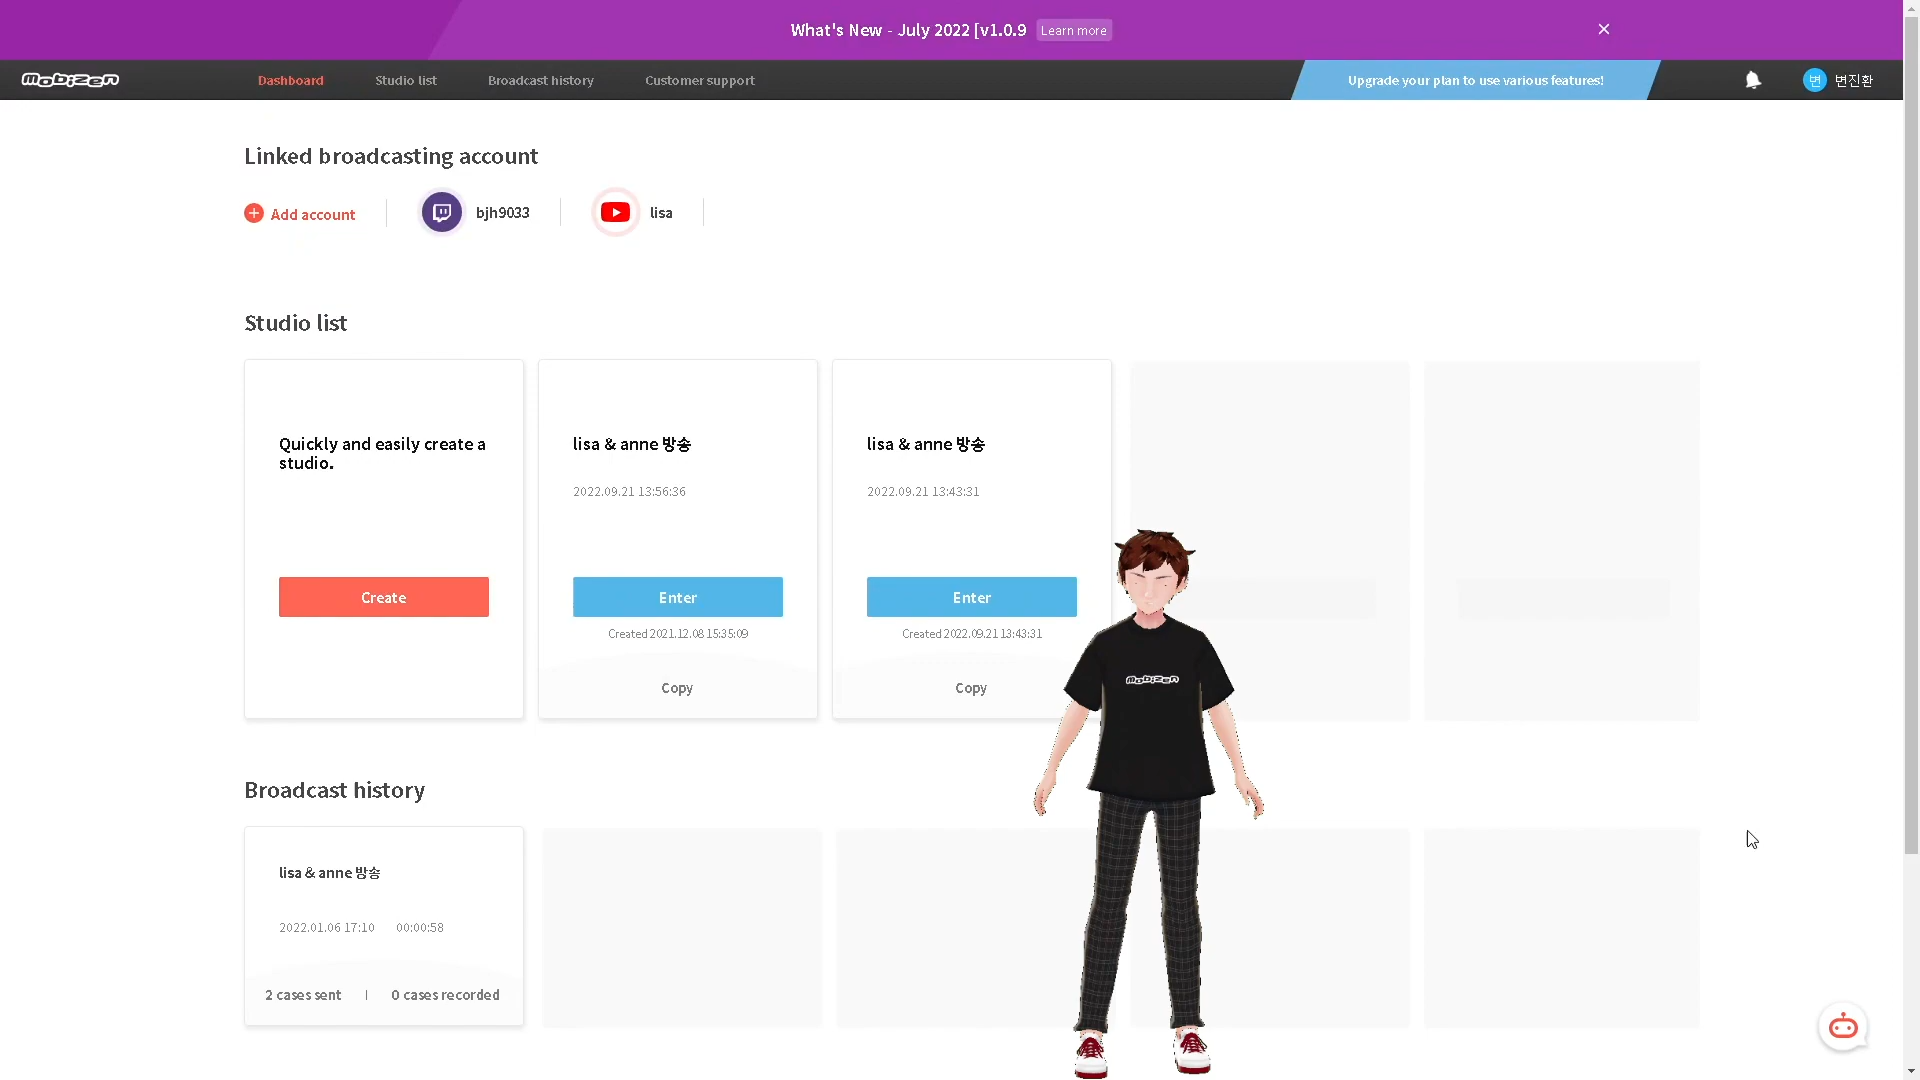 What's New - July 2022 [v1.0.9 Learn more
mobizen Dashboard Studio list Broadcast history Customer support Upgrade your plan to use various features! 변 변진환
Linked broadcasting account
Add account bjh9033 lisa
Studio list
Quickly and easily create a
studio.
Create
lisa & anne 방송
2022.09.21 13:56:36
Enter
Created 2021.12.08 15:35:09
Copy
lisa & anne 방송
2022.09.21 13:43:31
Enter
Created 2022.09.21 13:43:31
Copy
mobizen
Broadcast history
lisa & anne 방송
2022.01.06 17:10 00:00:58
2 cases sent | 0 cases recorded